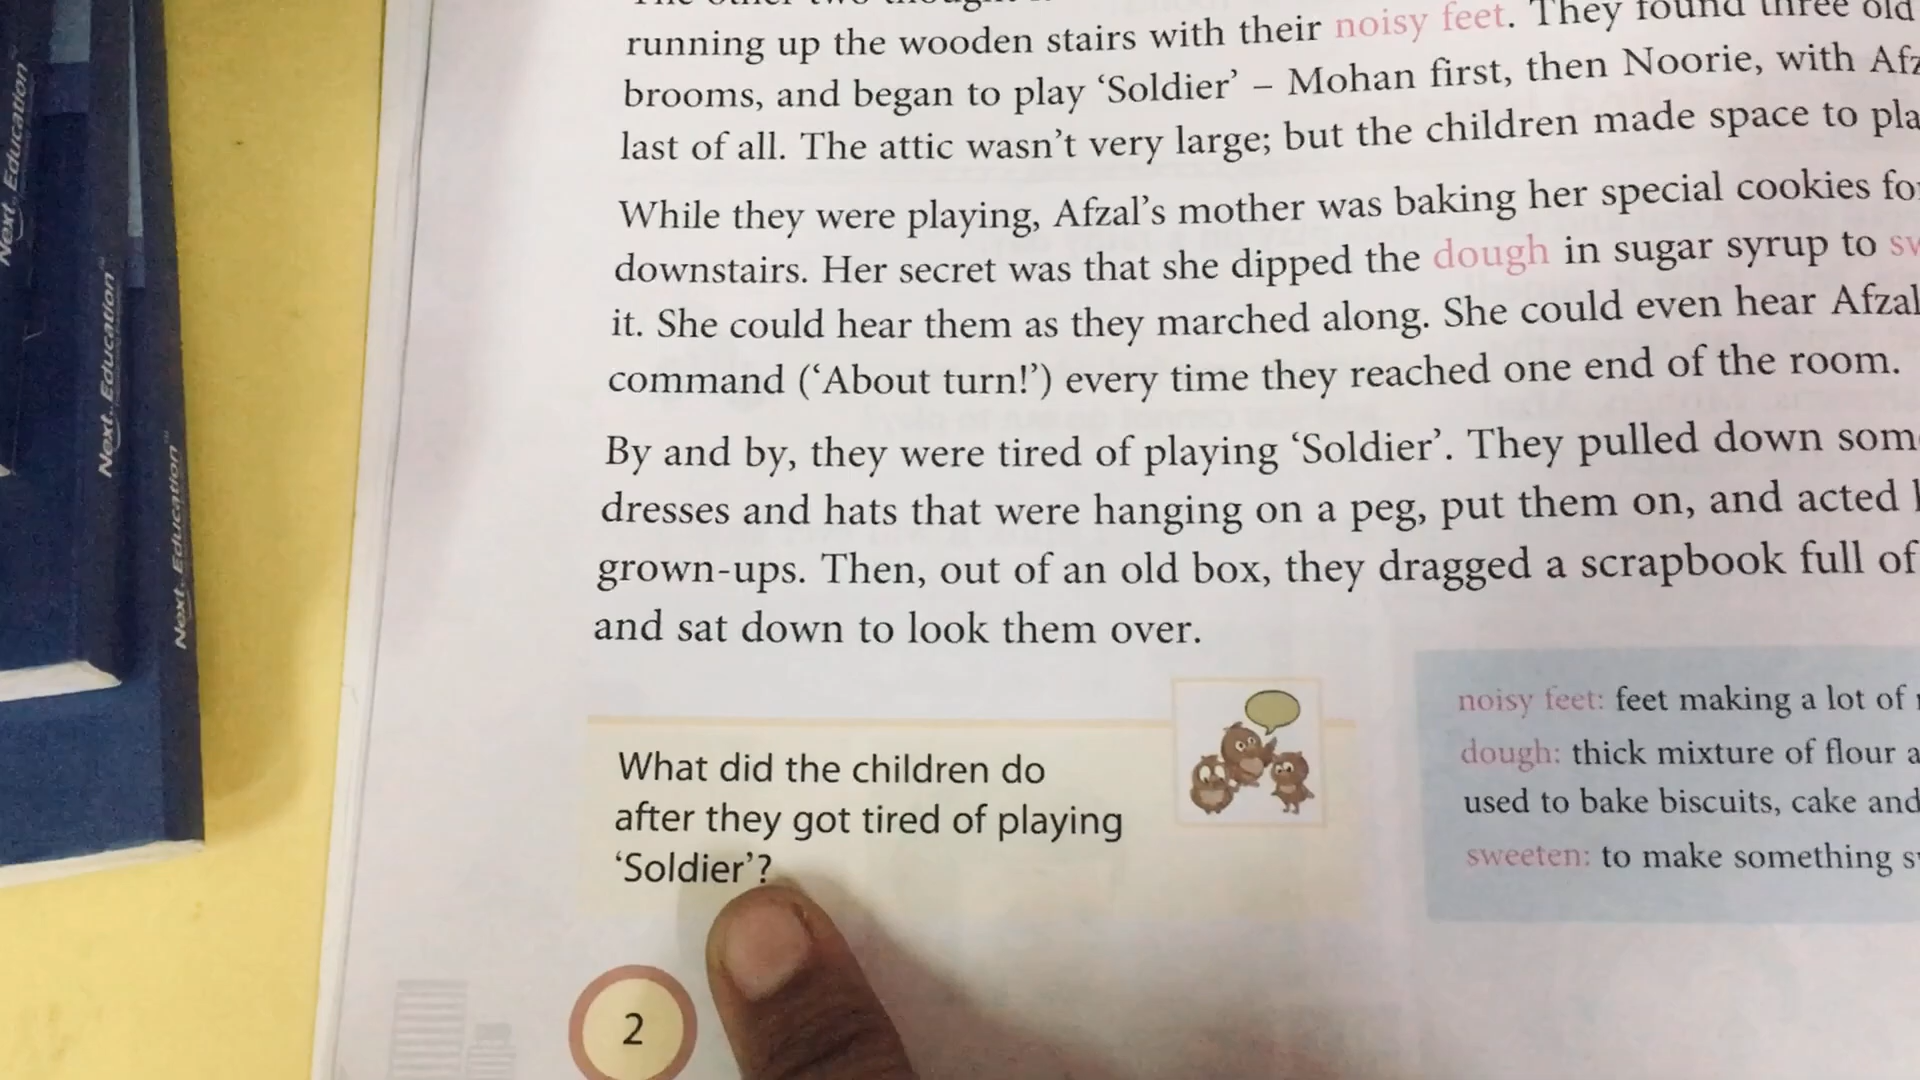 Next Education
Next Education
Next Education
running up the wooden stairs with their noisy feet. They found three old
brooms, and began to play ‘Soldier’ – Mohan first, then Noorie, with
last of all. The attic wasn’t very large; but the children made space to
While they were playing, Afzal’s mother was baking her special cookies
downstairs. Her secret was that she dipped the dough in sugar syrup to
it. She could hear them as they marched along. She could even hear Afzal
command (‘About turn!’) every time they reached one end of the room.
By and by, they were tired of playing ‘Soldier’. They pulled down
dresses and hats that were hanging on a peg, put them on, and acted
grown-ups. Then, out of an old box, they dragged a scrapbook full of
and sat down to look them over.
What did the children do
after they got tired of playing
‘Soldier’?
noisy feet: feet making a lot of
dough: thick mixture of flour
used to bake biscuits, cake and
sweeten: to make something
2